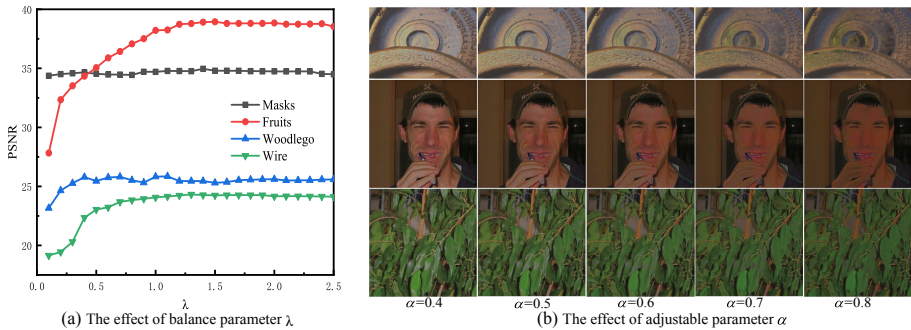 40
35
30
25
20
PSNR
Masks
Fruits
Woodlego
Wire
0.0 0.5 1.0 1.5 2.0 2.5
λ
(a) The effect of balance parameter λ
α=0.4 α=0.5 α=0.6 α=0.7 α=0.8
(b) The effect of adjustable parameter α